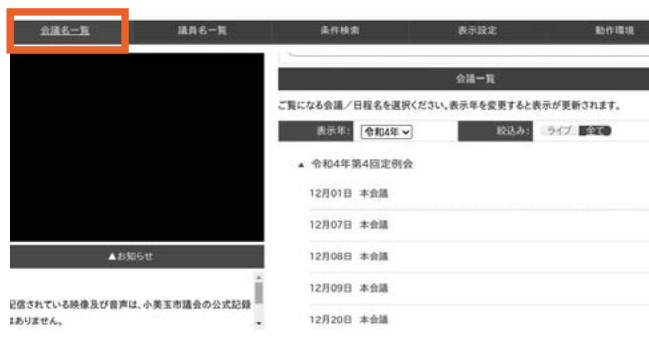 会議名一覧 議員名一覧 条件検索 表示設定 動作環境
会議一覧
ご覧になる会議／日程名を選択ください。表示年を変更すると表示が更新されます。
表示年: 令和4年 絞込み: ライブ 全て
▲ 令和4年第4回定例会
12月01日 本会議
12月07日 本会議
12月08日 本会議
12月09日 本会議
12月20日 本会議
▲お知らせ
配信されている映像及び音声は、小美玉市議会の公式記録
はありません。